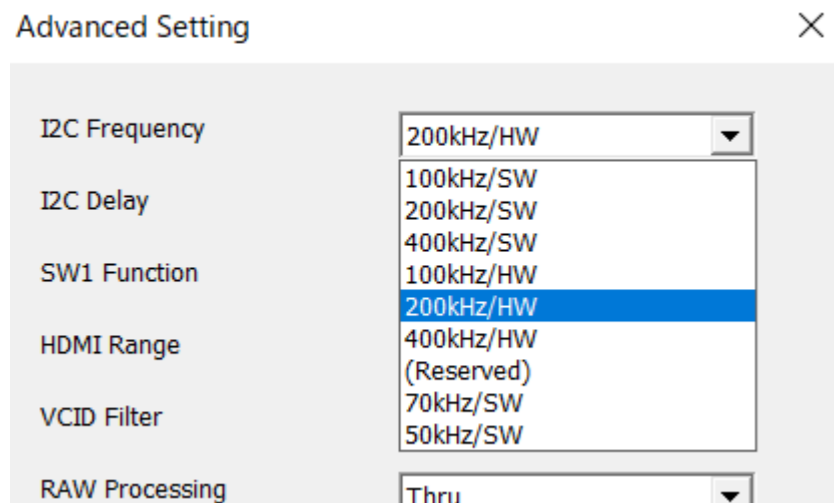 Advanced Setting
I2C Frequency
200kHz/HW
100kHz/SW
I2C Delay
200kHz/SW
400kHz/SW
SW1 Function
100kHz/HW
200kHz/HW
HDMI Range
400kHz/HW
(Reserved)
VCID Filter
70kHz/SW
50kHz/SW
RAW Processing
Thru